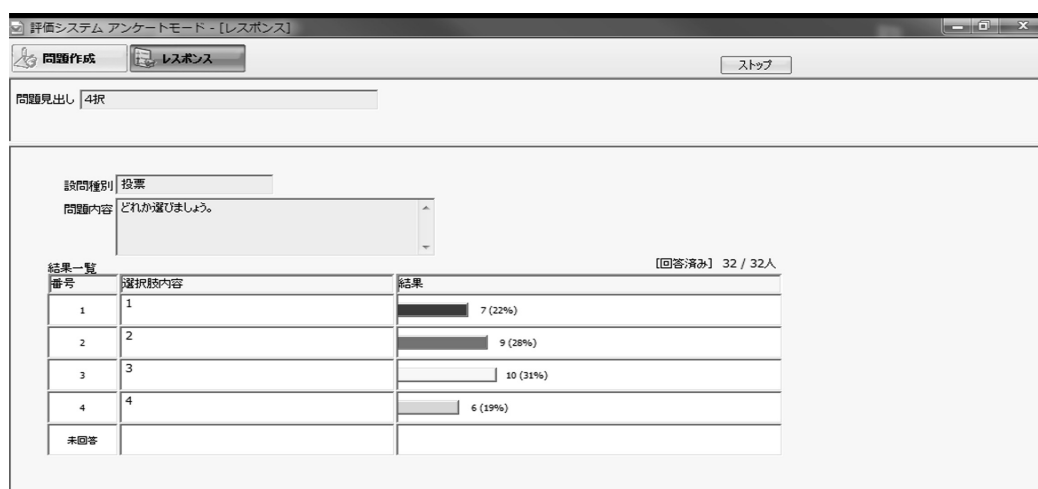 評価システム アンケートモード - [レスポンス]
問題作成 レスポンス
ストップ
問題見出し 4択
設問種別 投票
問題内容 どれか選びましょう。
[回答済み] 32 / 32人
結果一覧
番号 選択肢内容 結果
1 1 7 (22%)
2 2 9 (28%)
3 3 10 (31%)
4 4 6 (19%)
未回答